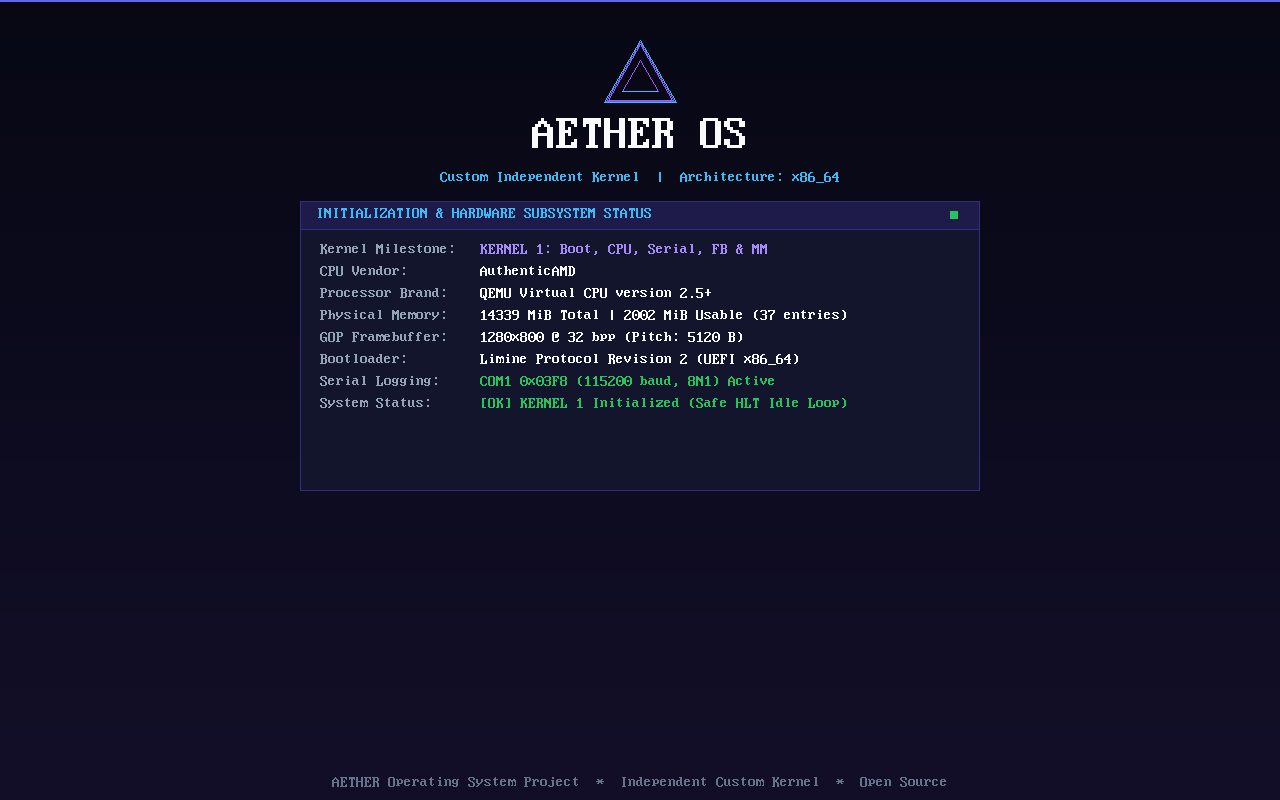 AETHER OS
Custom Independent Kernel | Architecture: x86_64
INITIALIZATION & HARDWARE SUBSYSTEM STATUS
Kernel Milestone: KERNEL 1: Boot, CPU, Serial, FB & MM
CPU Vendor: AuthenticAMD
Processor Brand: QEMU Virtual CPU version 2.5+
Physical Memory: 14339 MiB Total | 2002 MiB Usable (37 entries)
GOP Framebuffer: 1280x800 @ 32 bpp (Pitch: 5120 B)
Bootloader: Limine Protocol Revision 2 (UEFI x86_64)
Serial Logging: COM1 0x03F8 (115200 baud, 8N1) Active
System Status: [OK] KERNEL 1 Initialized (Safe HLT Idle Loop)
AETHER Operating System Project * Independent Custom Kernel * Open Source